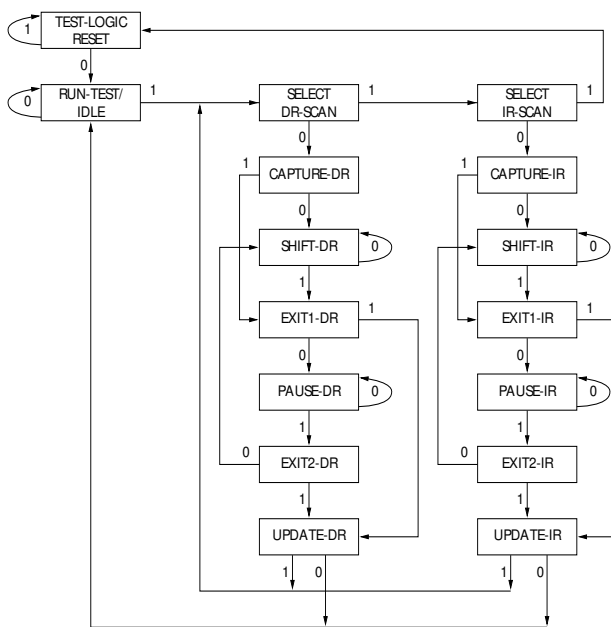 TEST-LOGIC
RESET
1
0
RUN-TEST/
IDLE
0
1
SELECT
DR-SCAN
1
SELECT
IR-SCAN
1
0
0
1
CAPTURE-DR
1
CAPTURE-IR
0
0
SHIFT-DR
0
SHIFT-IR
0
1
1
EXIT1-DR
1
EXIT1-IR
1
0
0
PAUSE-DR
0
PAUSE-IR
0
1
1
0
EXIT2-DR
0
EXIT2-IR
1
1
UPDATE-DR
UPDATE-IR
1
0
1
0